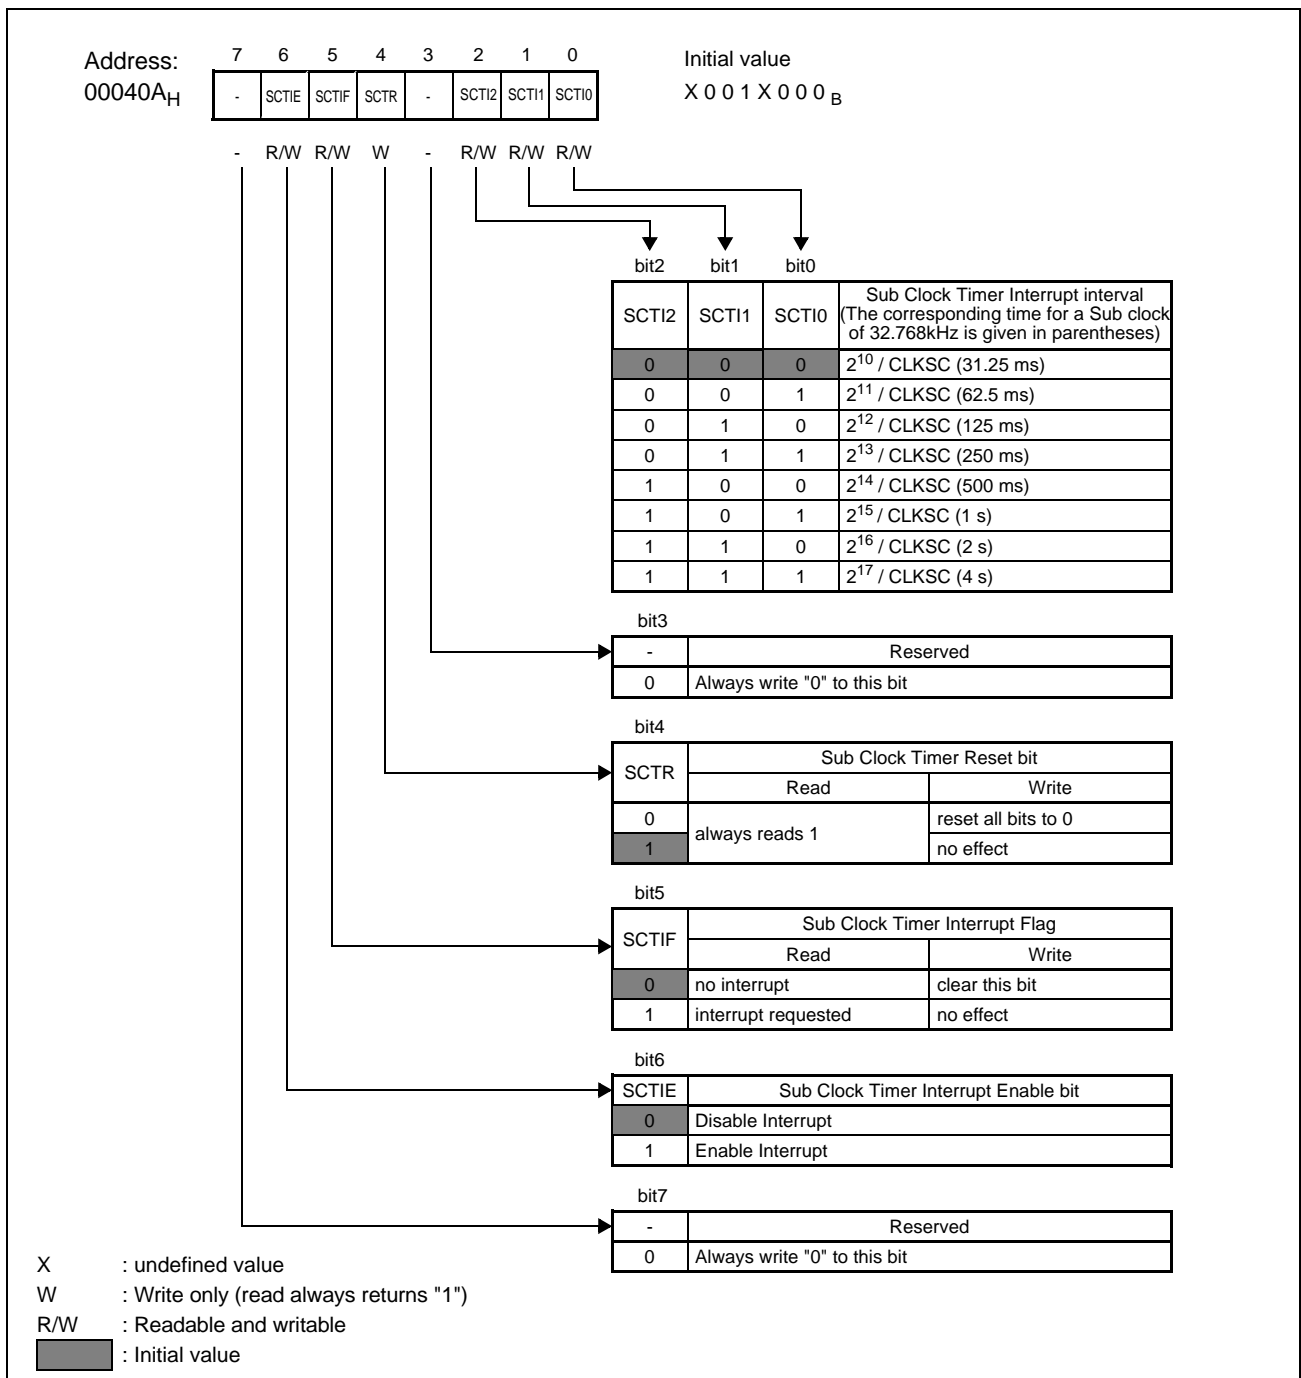 Address: 7 6 5 4 3 2 1 0 Initial value
00040AH - SCTIE SCTIF SCTR - SCTI2 SCTI1 SCTI0 X 0 0 1 X 0 0 0 B
- R/W R/W W - R/W R/W R/W
bit2 bit1 bit0
SCTI2 SCTI1 SCTI0 Sub Clock Timer Interrupt interval
(The corresponding time for a Sub clock
of 32.768kHz is given in parentheses)
0 0 0 2^10 / CLKSC (31.25 ms)
0 0 1 2^11 / CLKSC (62.5 ms)
0 1 0 2^12 / CLKSC (125 ms)
0 1 1 2^13 / CLKSC (250 ms)
1 0 0 2^14 / CLKSC (500 ms)
1 0 1 2^15 / CLKSC (1 s)
1 1 0 2^16 / CLKSC (2 s)
1 1 1 2^17 / CLKSC (4 s)
bit3
- Reserved
0 Always write "0" to this bit
bit4
SCTR Sub Clock Timer Reset bit
Read Write
0 always reads 1 reset all bits to 0
1 no effect
bit5
SCTIF Sub Clock Timer Interrupt Flag
Read Write
0 no interrupt clear this bit
1 interrupt requested no effect
bit6
SCTIE Sub Clock Timer Interrupt Enable bit
0 Disable Interrupt
1 Enable Interrupt
bit7
- Reserved
0 Always write "0" to this bit
X : undefined value
W : Write only (read always returns "1")
R/W : Readable and writable
: Initial value